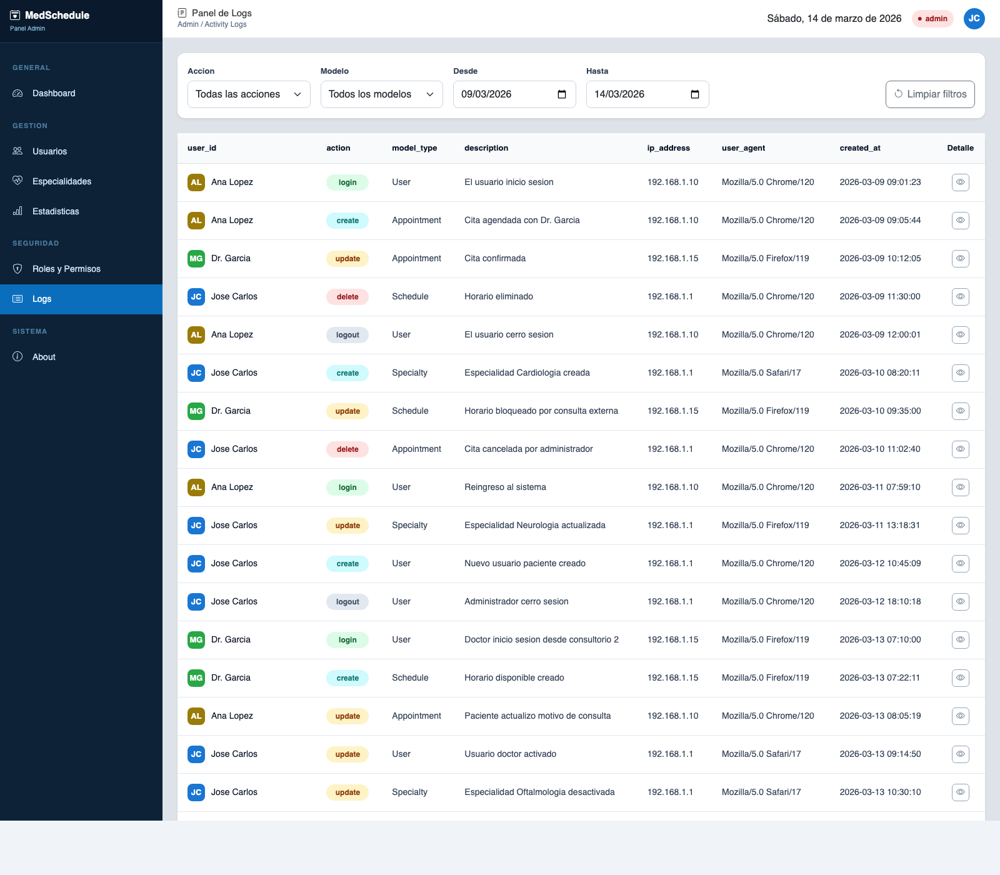 MedSchedule
Panel Admin
GENERAL
Dashboard
GESTION
Usuarios
Especialidades
Estadisticas
SEGURIDAD
Roles y Permisos
Logs
SISTEMA
About
Panel de Logs
Admin / Activity Logs
Sábado, 14 de marzo de 2026
admin
JC
Accion
Modelo
Desde
Hasta
Todas las acciones
Todos los modelos
09/03/2026
14/03/2026
Limpiar filtros
user_id action model_type description ip_address user_agent created_at Detalle
AL Ana Lopez login User El usuario inicio sesion 192.168.1.10 Mozilla/5.0 Chrome/120 2026-03-09 09:01:23
AL Ana Lopez create Appointment Cita agendada con Dr. Garcia 192.168.1.10 Mozilla/5.0 Chrome/120 2026-03-09 09:05:44
MG Dr. Garcia update Appointment Cita confirmada 192.168.1.15 Mozilla/5.0 Firefox/119 2026-03-09 10:12:05
JC Jose Carlos delete Schedule Horario eliminado 192.168.1.1 Mozilla/5.0 Chrome/120 2026-03-09 11:30:00
AL Ana Lopez logout User El usuario cerro sesion 192.168.1.10 Mozilla/5.0 Chrome/120 2026-03-09 12:00:01
JC Jose Carlos create Specialty Especialidad Cardiologia creada 192.168.1.1 Mozilla/5.0 Safari/17 2026-03-10 08:20:11
MG Dr. Garcia update Schedule Horario bloqueado por consulta externa 192.168.1.15 Mozilla/5.0 Firefox/119 2026-03-10 09:35:00
JC Jose Carlos delete Appointment Cita cancelada por administrador 192.168.1.1 Mozilla/5.0 Chrome/120 2026-03-10 11:02:40
AL Ana Lopez login User Reingreso al sistema 192.168.1.10 Mozilla/5.0 Chrome/120 2026-03-11 07:59:10
JC Jose Carlos update Specialty Especialidad Neurologia actualizada 192.168.1.1 Mozilla/5.0 Firefox/119 2026-03-11 13:18:31
JC Jose Carlos create User Nuevo usuario paciente creado 192.168.1.1 Mozilla/5.0 Chrome/120 2026-03-12 10:45:09
JC Jose Carlos logout User Administrador cerro sesion 192.168.1.1 Mozilla/5.0 Chrome/120 2026-03-12 18:10:18
MG Dr. Garcia login User Doctor inicio sesion desde consultorio 2 192.168.1.15 Mozilla/5.0 Firefox/119 2026-03-13 07:10:00
MG Dr. Garcia create Schedule Horario disponible creado 192.168.1.15 Mozilla/5.0 Firefox/119 2026-03-13 07:22:11
AL Ana Lopez update Appointment Paciente actualizo motivo de consulta 192.168.1.10 Mozilla/5.0 Chrome/120 2026-03-13 08:05:19
JC Jose Carlos update User Usuario doctor activado 192.168.1.1 Mozilla/5.0 Safari/17 2026-03-13 09:14:50
JC Jose Carlos update Specialty Especialidad Oftalmologia desactivada 192.168.1.1 Mozilla/5.0 Safari/17 2026-03-13 10:30:10